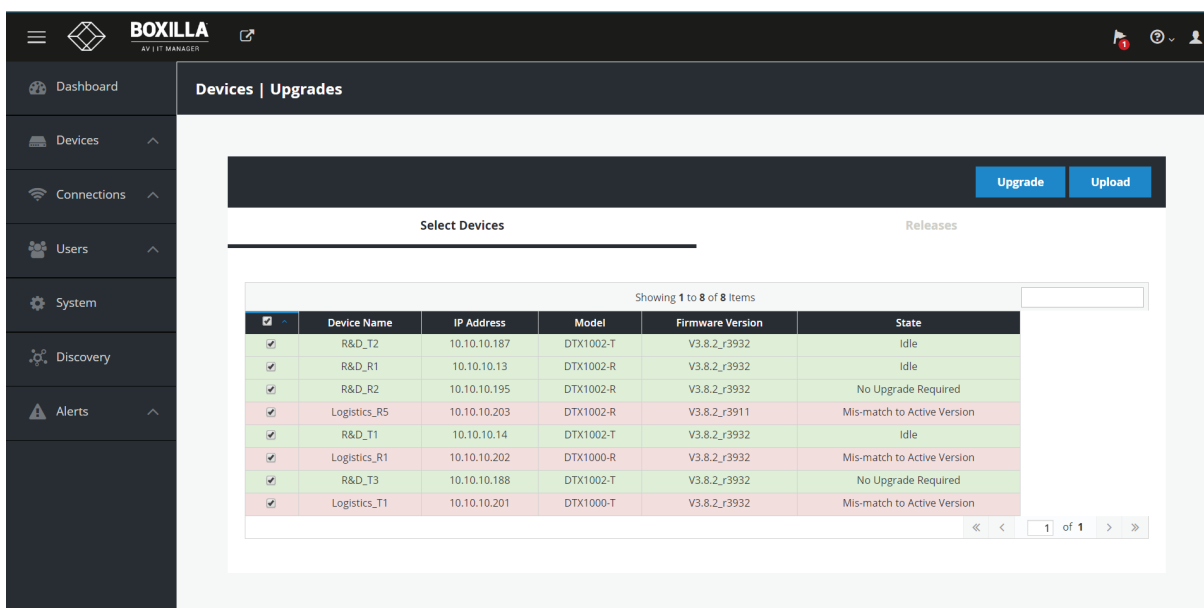 BOXILLA
AV | IT MANAGER
1
Dashboard
Devices | Upgrades
Devices
Connections
Users
System
Discovery
Alerts
Upgrade Upload
Select Devices Releases
Showing 1 to 8 of 8 Items
Device Name IP Address Model Firmware Version State
R&D_T2 10.10.10.187 DTX1002-T V3.8.2_r3932 Idle
R&D_R1 10.10.10.13 DTX1002-R V3.8.2_r3932 Idle
R&D_R2 10.10.10.195 DTX1002-R V3.8.2_r3932 No Upgrade Required
Logistics_R5 10.10.10.203 DTX1002-R V3.8.2_r3911 Mis-match to Active Version
R&D_T1 10.10.10.14 DTX1002-T V3.8.2_r3932 Idle
Logistics_R1 10.10.10.202 DTX1000-R V3.8.2_r3932 Mis-match to Active Version
R&D_T3 10.10.10.188 DTX1002-T V3.8.2_r3932 No Upgrade Required
Logistics_T1 10.10.10.201 DTX1000-T V3.8.2_r3932 Mis-match to Active Version
« < 1 of 1 > »